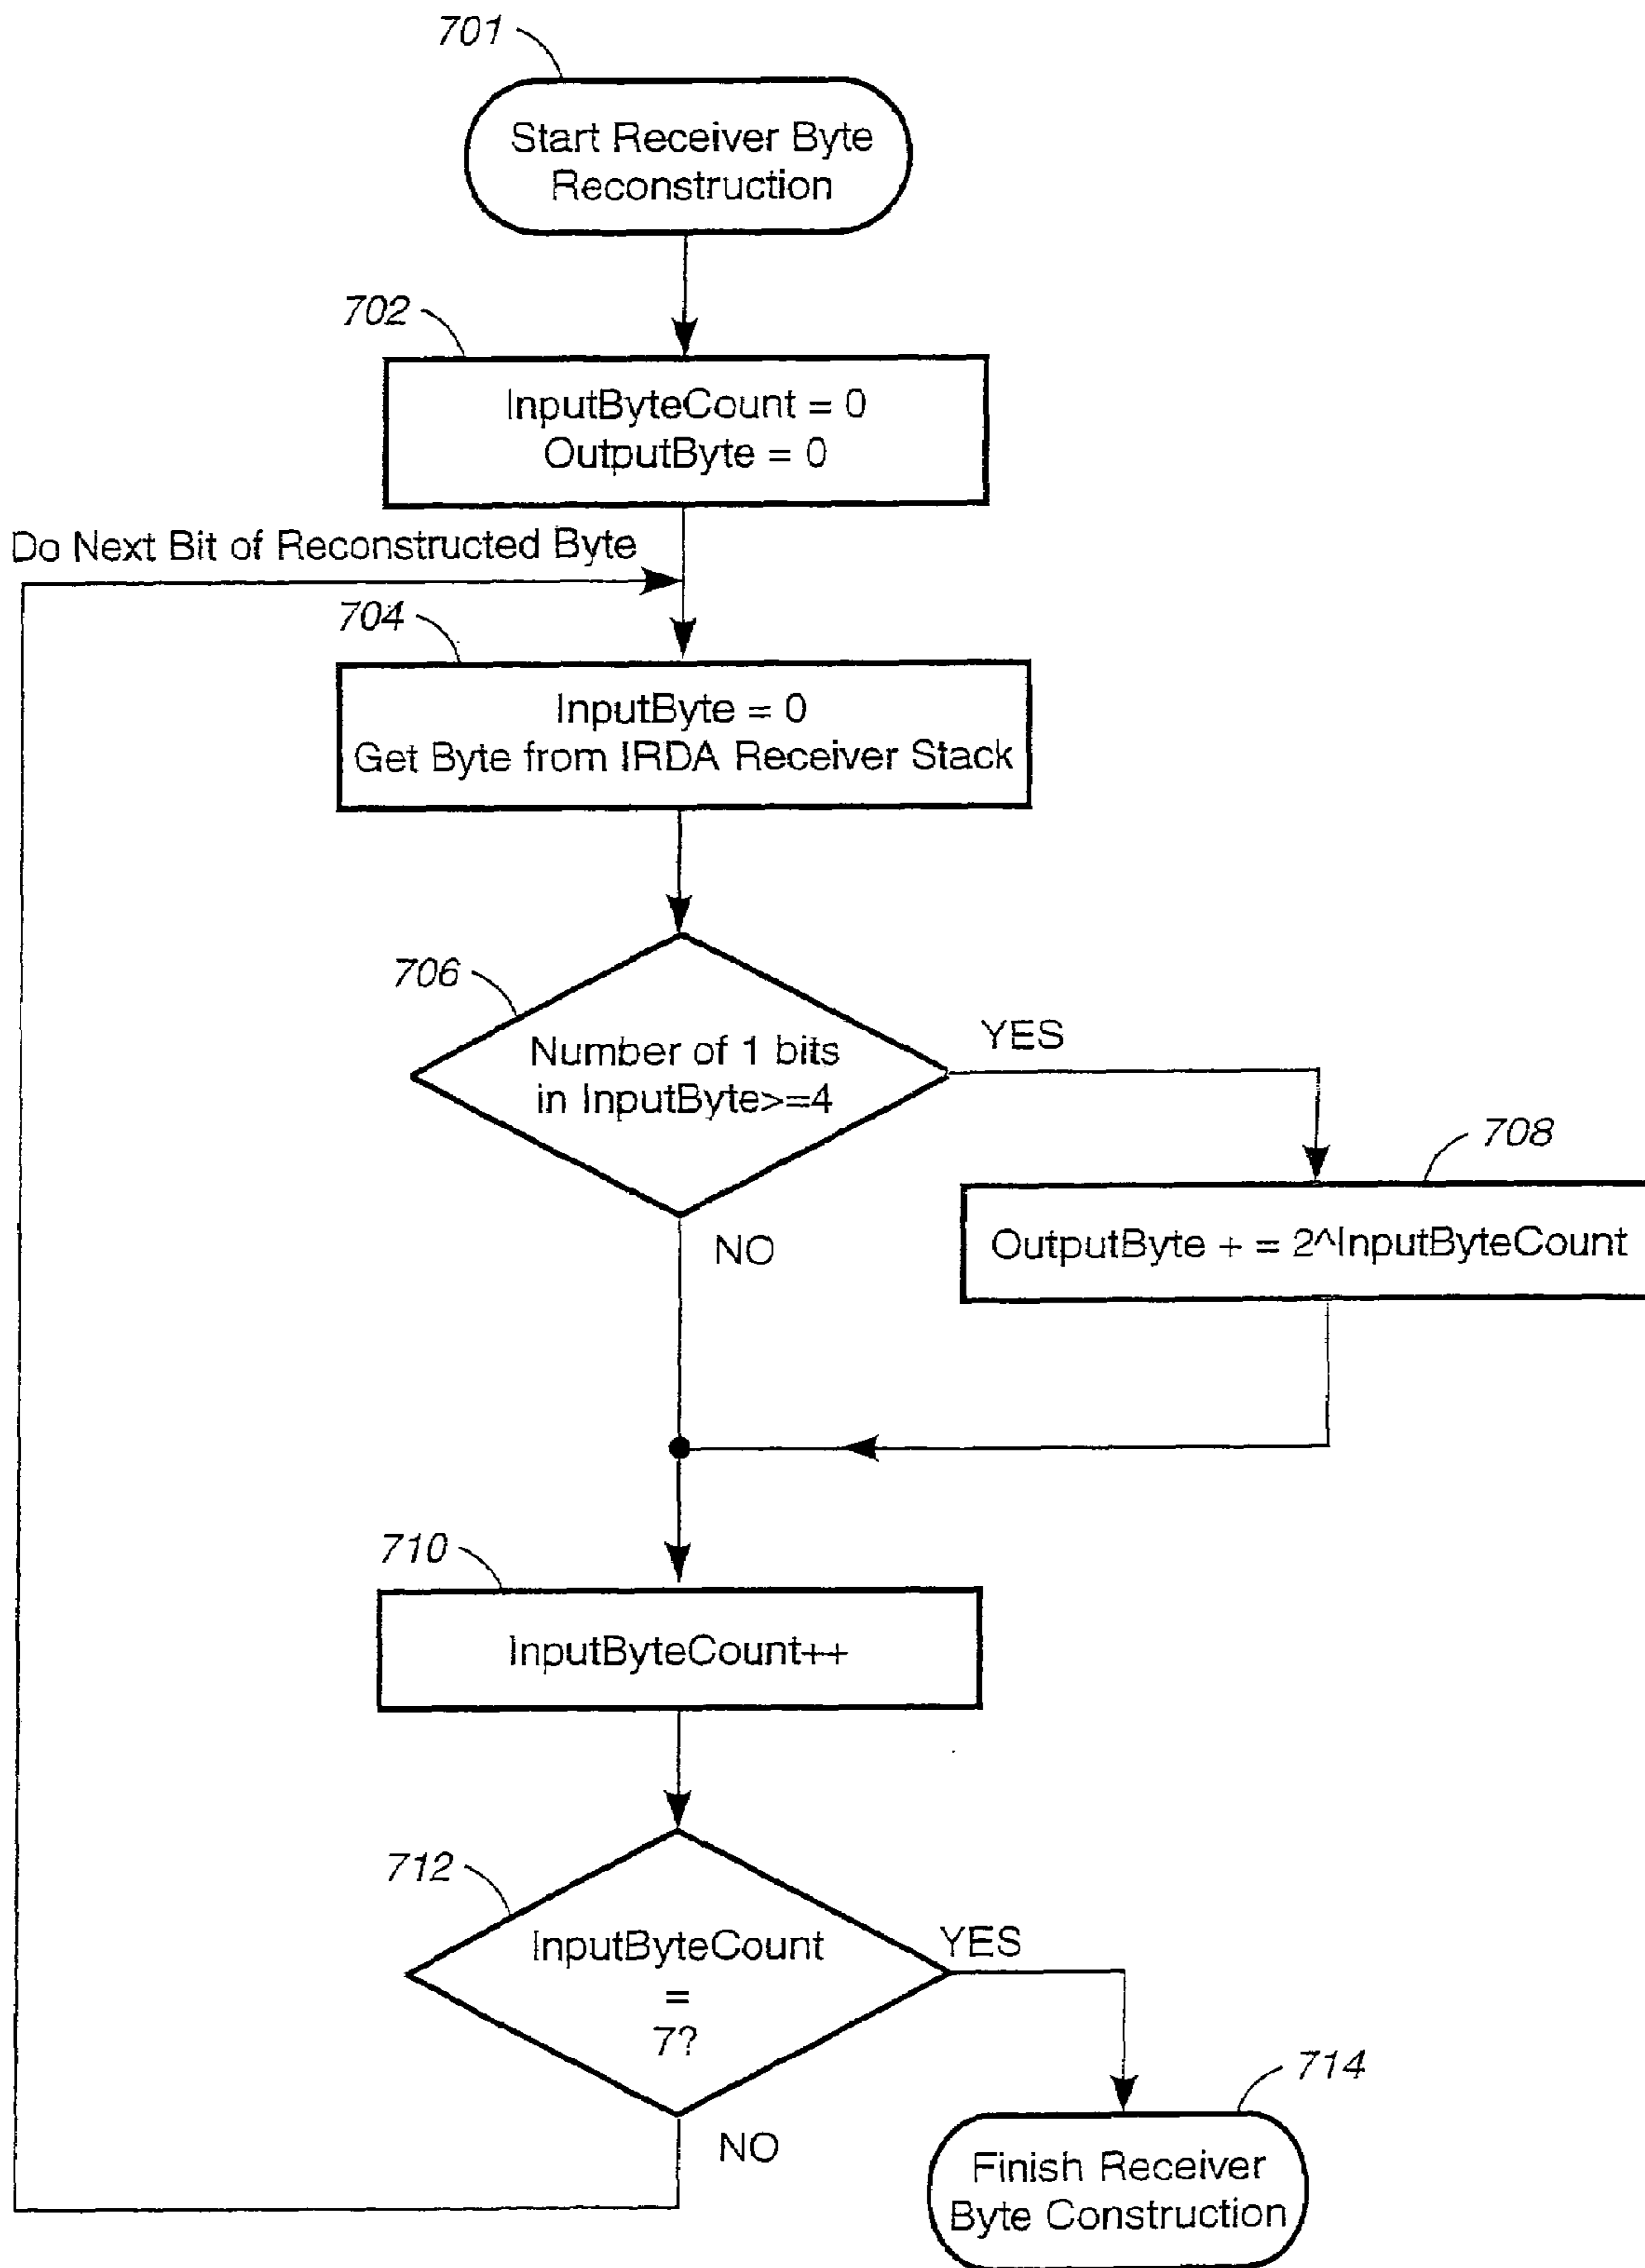 701
Start Receiver Byte
Reconstruction
702
InputByteCount = 0
OutputByte = 0
Do Next Bit of Reconstructed Byte
704
InputByte = 0
Get Byte from IRDA Receiver Stack
706
Number of 1 bits
in InputByte>=4
YES
708
OutputByte + = 2^InputByteCount
NO
710
InputByteCount++
712
InputByteCount
=
7?
YES
714
NO
Finish Receiver
Byte Construction